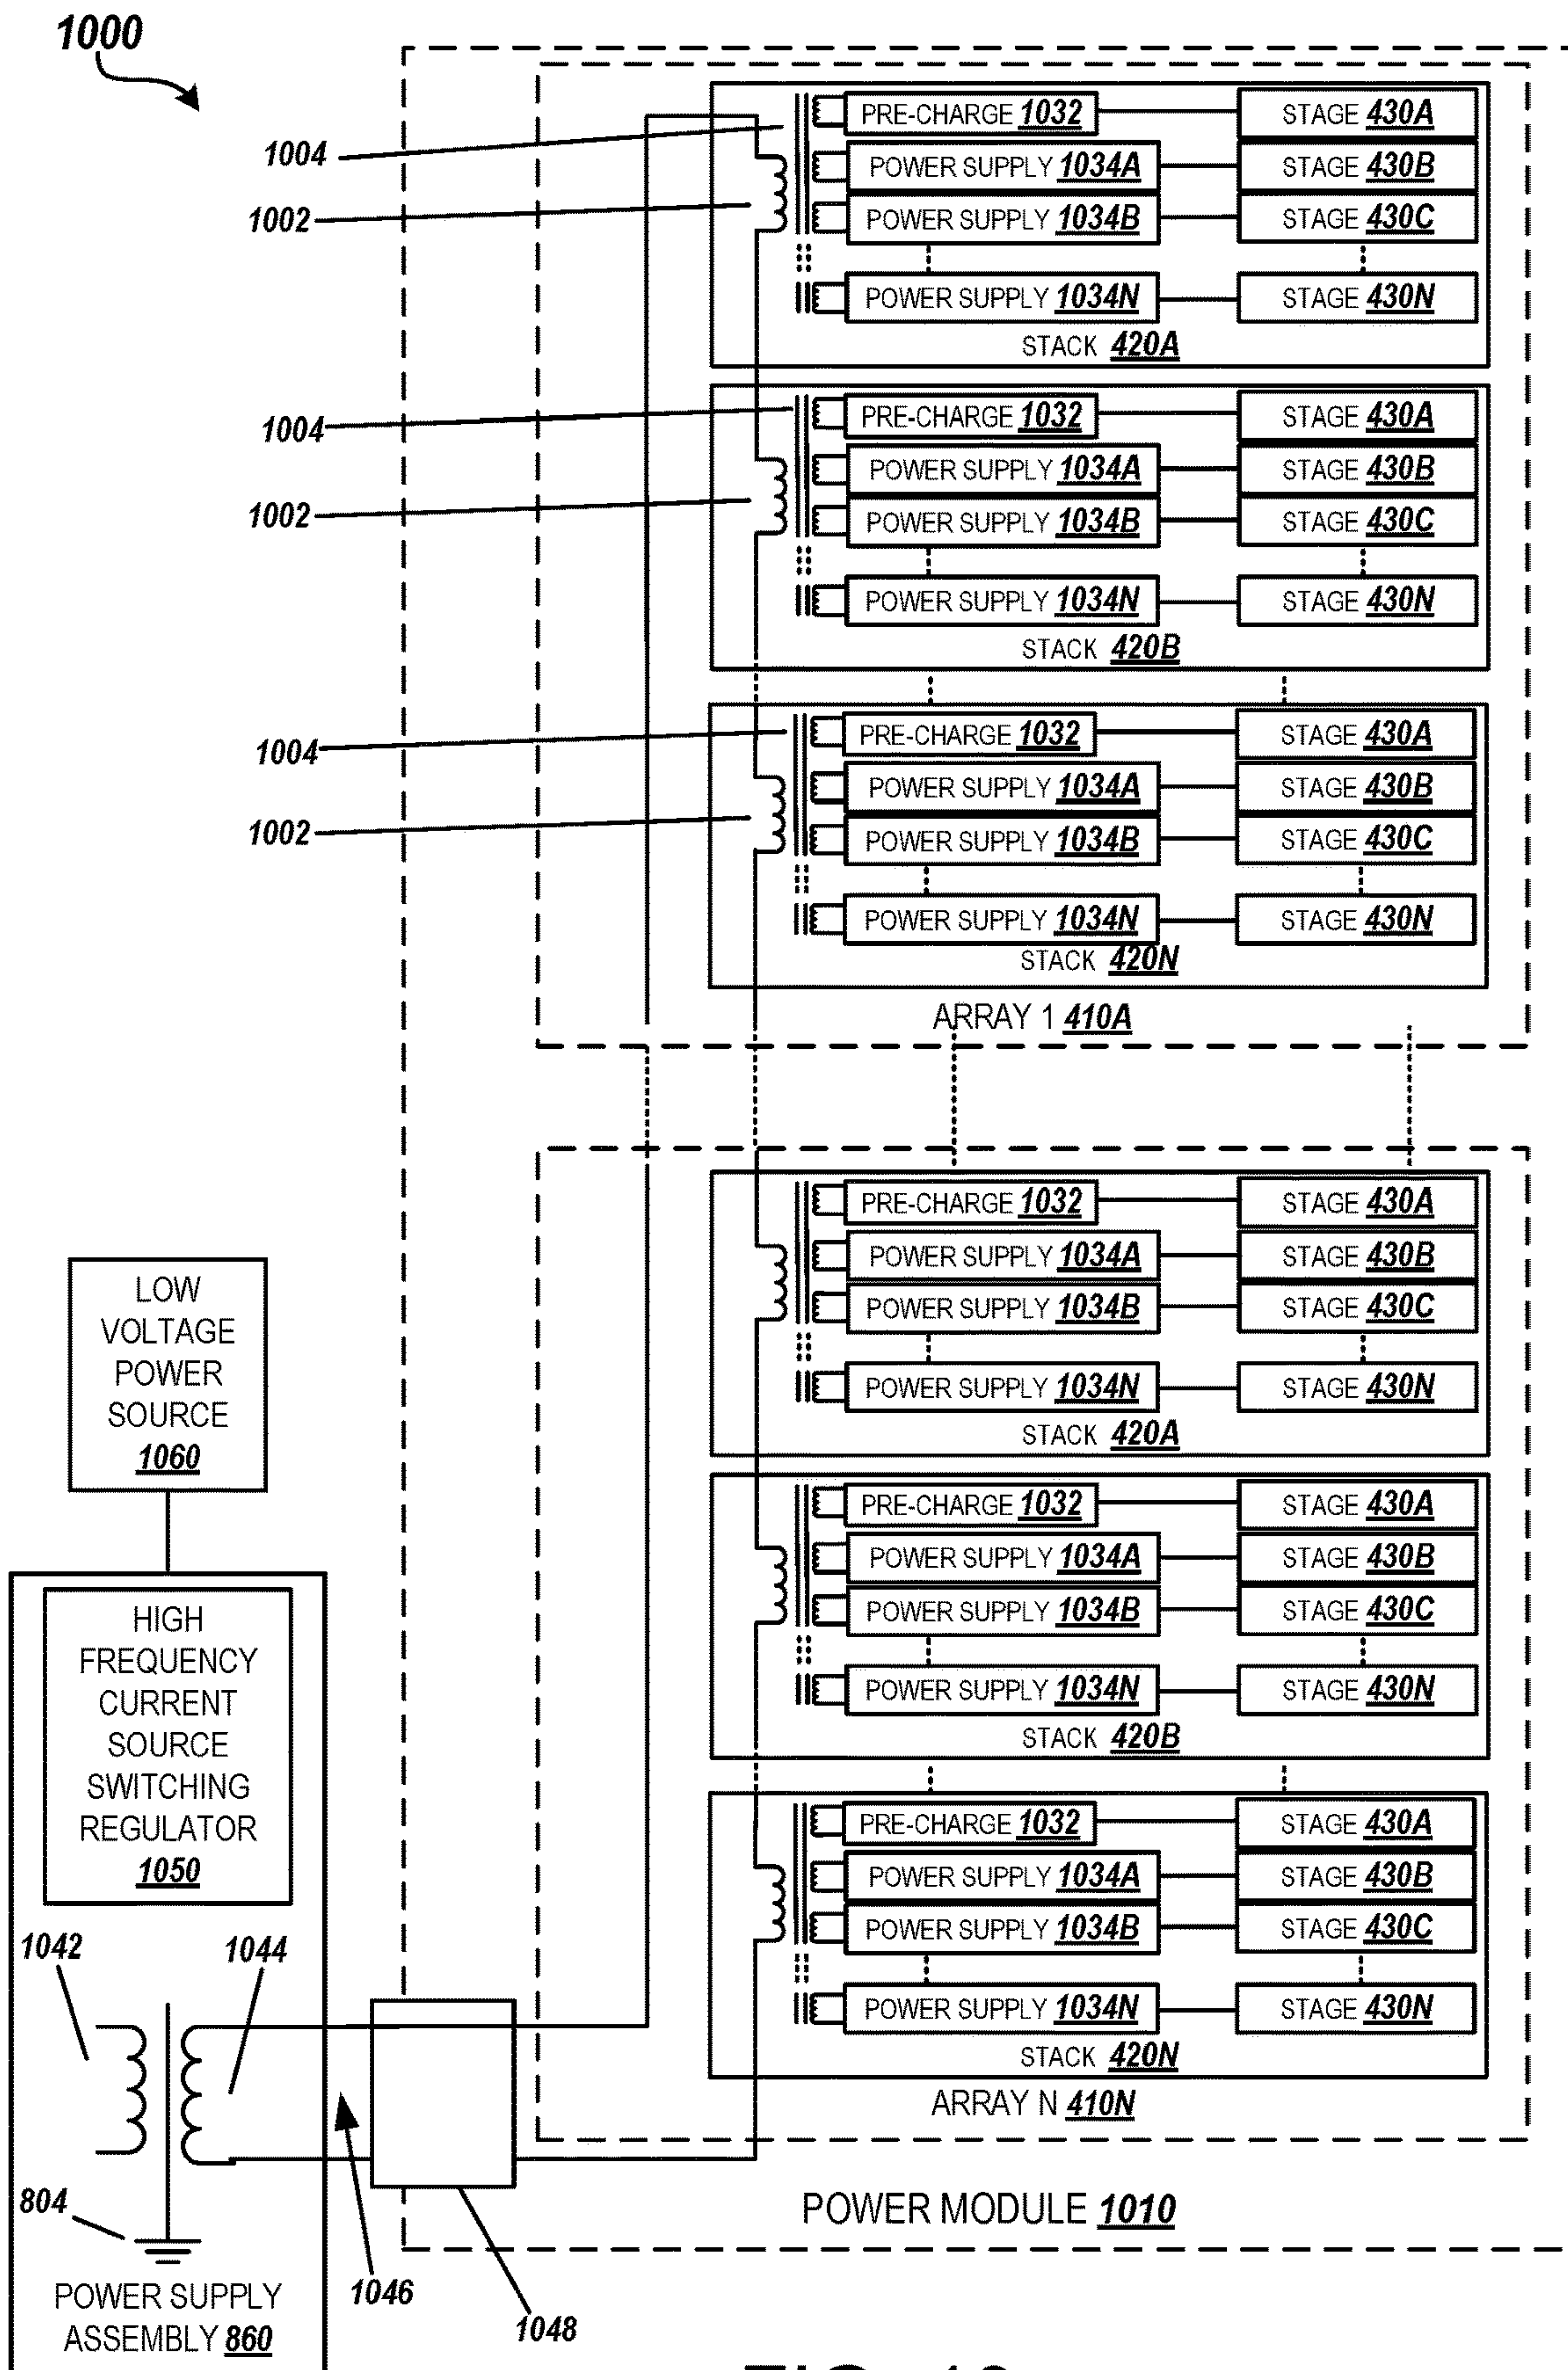 1000
1004
1002
PRE-CHARGE 1032
STAGE 430A
POWER SUPPLY 1034A
STAGE 430B
POWER SUPPLY 1034B
STAGE 430C
POWER SUPPLY 1034N
STAGE 430N
STACK 420A
1004
1002
PRE-CHARGE 1032
STAGE 430A
POWER SUPPLY 1034A
STAGE 430B
POWER SUPPLY 1034B
STAGE 430C
POWER SUPPLY 1034N
STAGE 430N
STACK 420B
1004
1002
PRE-CHARGE 1032
STAGE 430A
POWER SUPPLY 1034A
STAGE 430B
POWER SUPPLY 1034B
STAGE 430C
POWER SUPPLY 1034N
STAGE 430N
STACK 420N
ARRAY 1 410A
PRE-CHARGE 1032
STAGE 430A
POWER SUPPLY 1034A
STAGE 430B
POWER SUPPLY 1034B
STAGE 430C
POWER SUPPLY 1034N
STAGE 430N
STACK 420A
PRE-CHARGE 1032
STAGE 430A
POWER SUPPLY 1034A
STAGE 430B
POWER SUPPLY 1034B
STAGE 430C
POWER SUPPLY 1034N
STAGE 430N
STACK 420B
PRE-CHARGE 1032
STAGE 430A
POWER SUPPLY 1034A
STAGE 430B
POWER SUPPLY 1034B
STAGE 430C
POWER SUPPLY 1034N
STAGE 430N
STACK 420N
ARRAY N 410N
POWER MODULE 1010
LOW
VOLTAGE
POWER
SOURCE
1060
HIGH
FREQUENCY
CURRENT
SOURCE
SWITCHING
REGULATOR
1050
1042
1044
804
1046
1048
POWER SUPPLY
ASSEMBLY 860